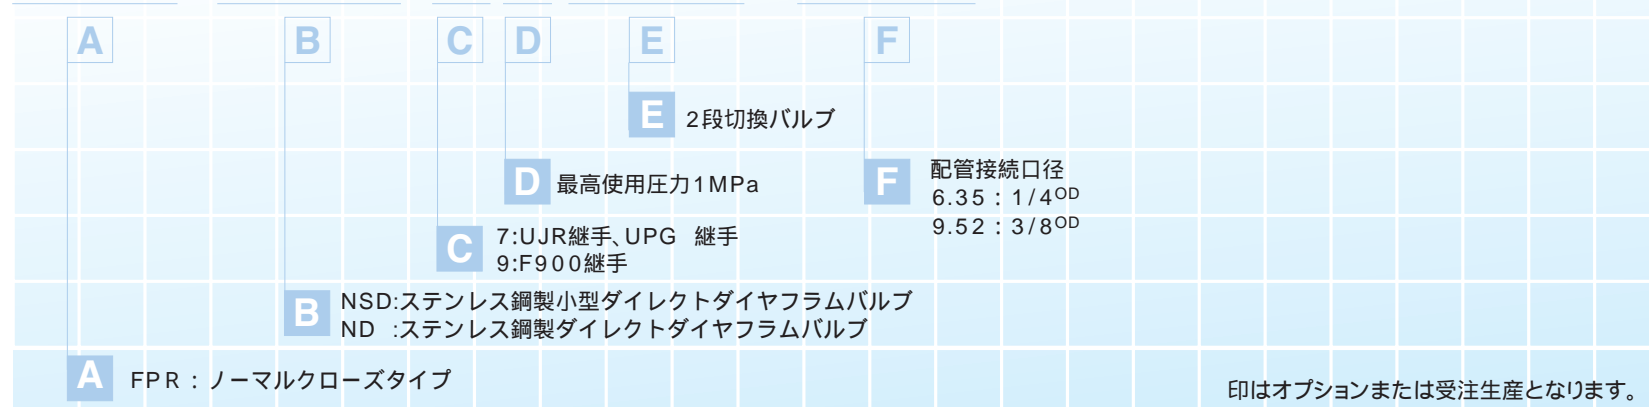 A B C D E F
E 2段切換バルブ
D 最高使用圧力1MPa
F 配管接続口径
6.35：1/4OD
9.52：3/8OD
C 7:UJR継手、UPG 継手
9:F900継手
B NSD:ステンレス鋼製小型ダイレクトダイヤフラムバルブ
ND :ステンレス鋼製ダイレクトダイヤフラムバルブ
A FPR：ノーマルクローズタイプ
印はオプションまたは受注生産となります。